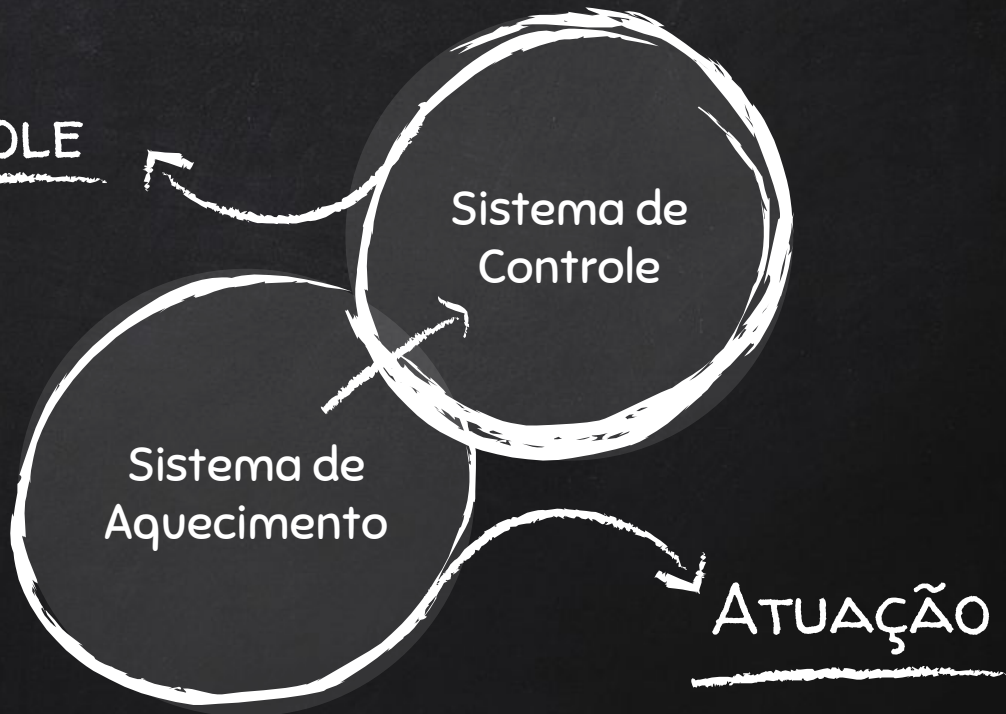 OLE
Sistema de
Controle
Sistema de
Aquecimento
ATUAÇÃO